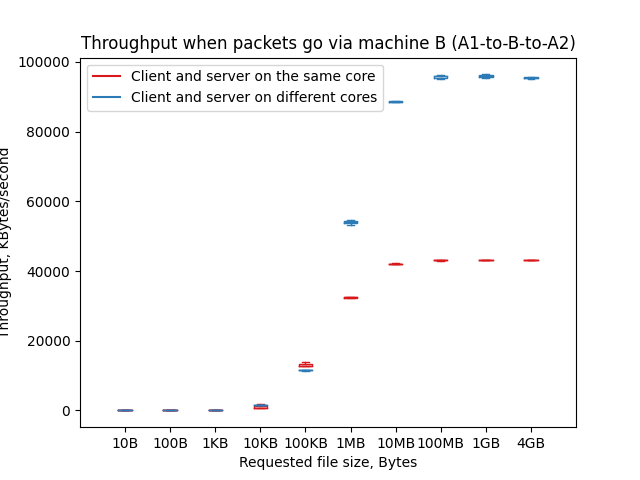 Throughput when packets go via machine B (A1-to-B-to-A2)
Client and server on the same core
Client and server on different cores
Throughput, KBytes/second
100000
80000
60000
40000
20000
0
10B 100B 1KB 10KB 100KB 1MB 10MB 100MB 1GB 4GB
Requested file size, Bytes